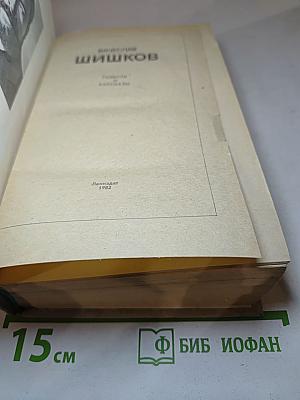 ВЯЧЕСЛАВ
ШИШКОВ
Повести
и
рассказы
Лениздат
1982
15 см
Ф БИБ ИОФАН